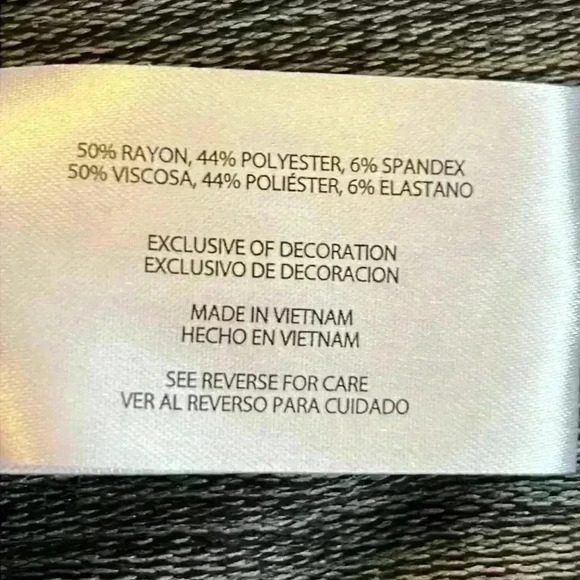 50% RAYON, 44% POLYESTER, 6% SPANDEX
50% VISCOSA, 44% POLIÉSTER, 6% ELASTANO
EXCLUSIVE OF DECORATION
EXCLUSIVO DE DECORACION
MADE IN VIETNAM
HECHO EN VIETNAM
SEE REVERSE FOR CARE
VER AL REVERSO PARA CUIDADO